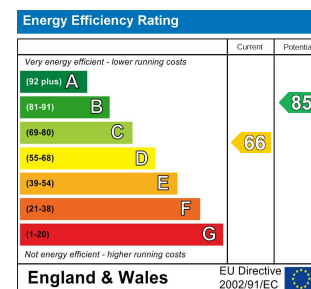 Energy Efficiency Rating
Current Potentia
Very energy efficient - lower running costs
(92 plus) A
(81-91) B
(69-80) C
(55-68) D
(39-54) E
(21-38) F
(1-20) G
66
85
Not energy efficient - higher running costs
England & Wales
EU Directive
2002/91/EC